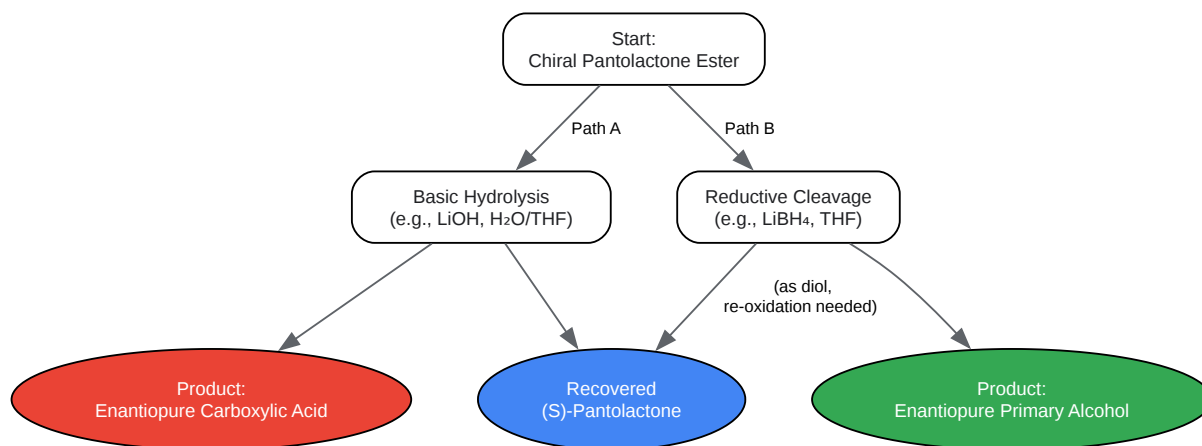 Start:
Chiral Pantolactone Ester
Path A
Path B
Basic Hydrolysis
(e.g., LiOH, H₂O/THF)
Reductive Cleavage
(e.g., LiBH₄, THF)
(as diol,
re-oxidation needed)
Product:
Enantiopure Carboxylic Acid
Recovered
(S)-Pantolactone
Product:
Enantiopure Primary Alcohol